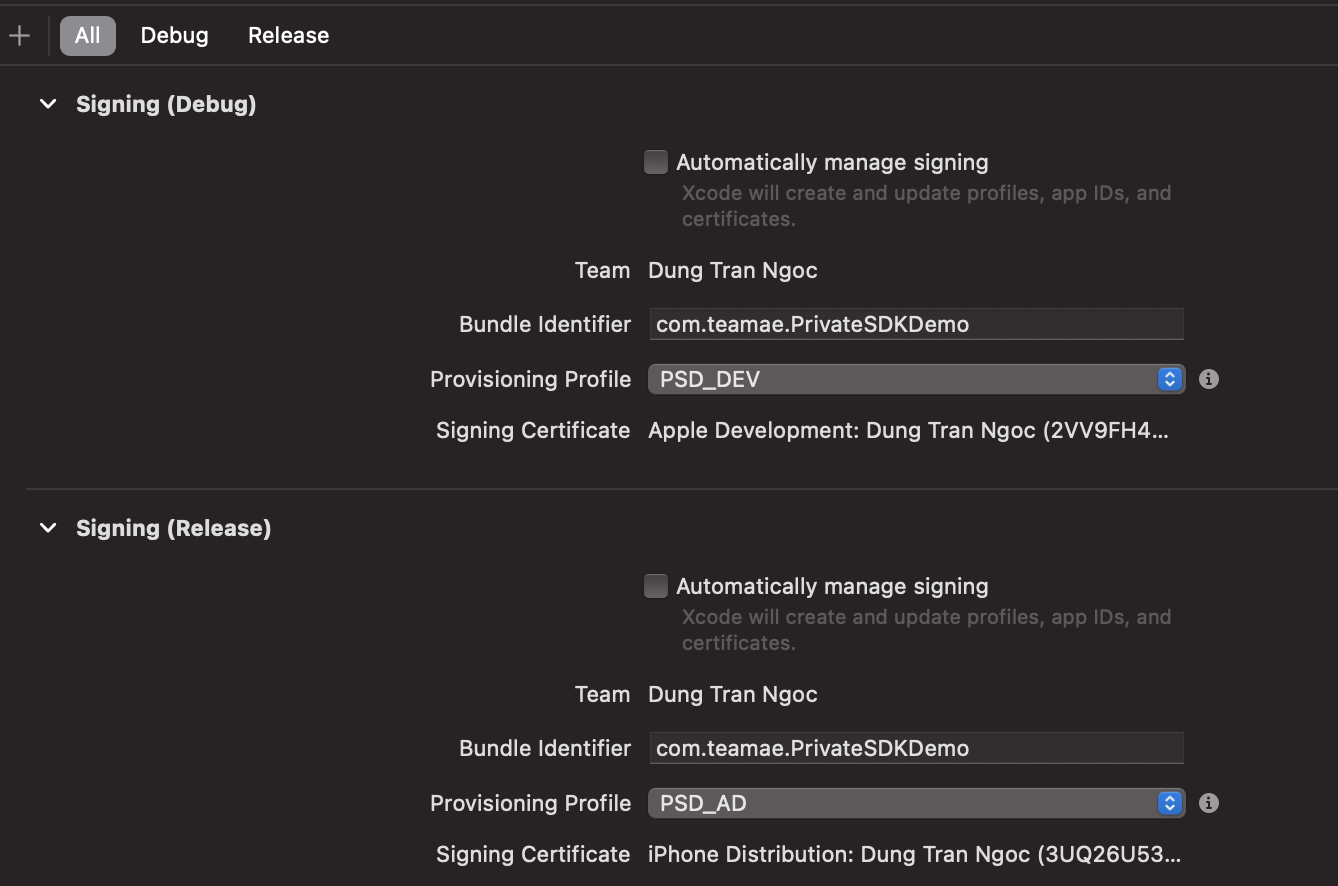 All Debug Release
Signing (Debug)
Automatically manage signing
Xcode will create and update profiles, app IDs, and
certificates.
Team Dung Tran Ngoc
Bundle Identifier com.teamae.PrivateSDKDemo
Provisioning Profile PSD_DEV
Signing Certificate Apple Development: Dung Tran Ngoc (2VV9FH4...
Signing (Release)
Automatically manage signing
Xcode will create and update profiles, app IDs, and
certificates.
Team Dung Tran Ngoc
Bundle Identifier com.teamae.PrivateSDKDemo
Provisioning Profile PSD_AD
Signing Certificate iPhone Distribution: Dung Tran Ngoc (3UQ26U53...